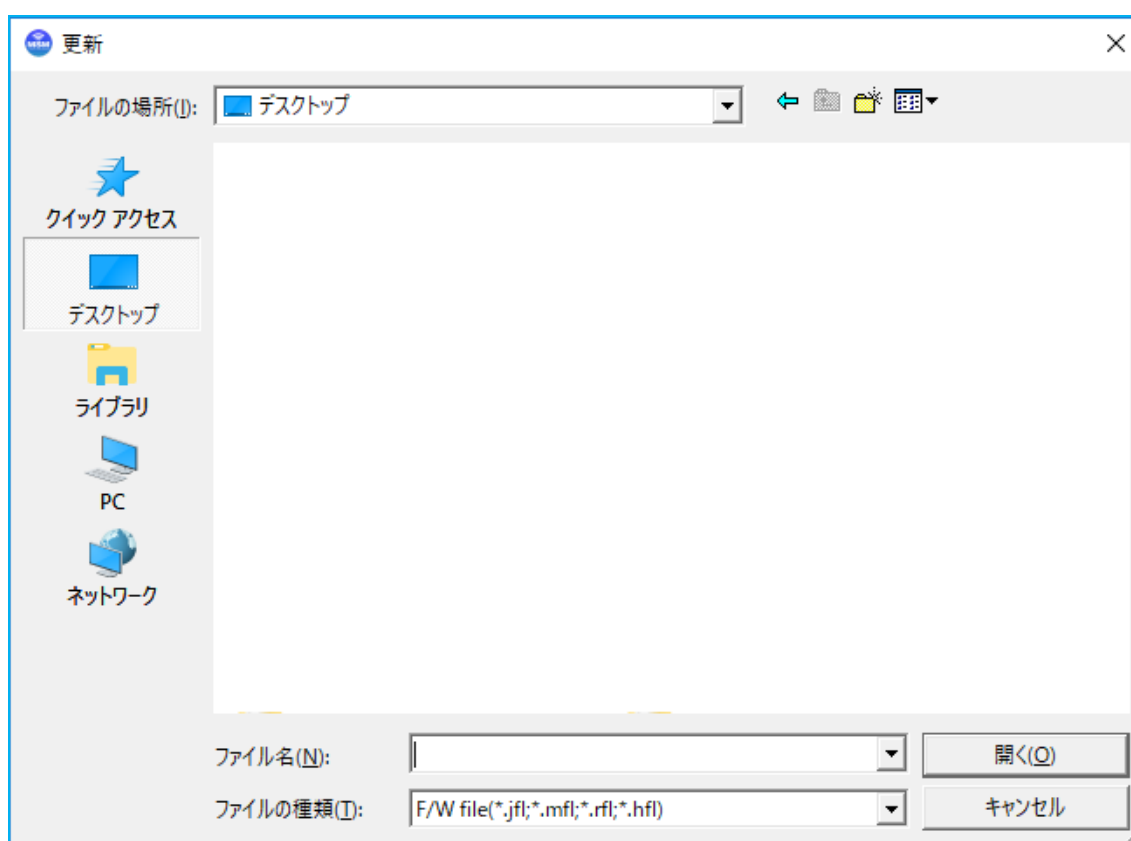 MSM 更新
ファイルの場所(I): デスクトップ
クイック アクセス
デスクトップ
ライブラリ
PC
ネットワーク
ファイル名(N): 開く(O)
ファイルの種類(T): F/W file(*.jfl;*.mfl;*.rfl;*.hfl) キャンセル